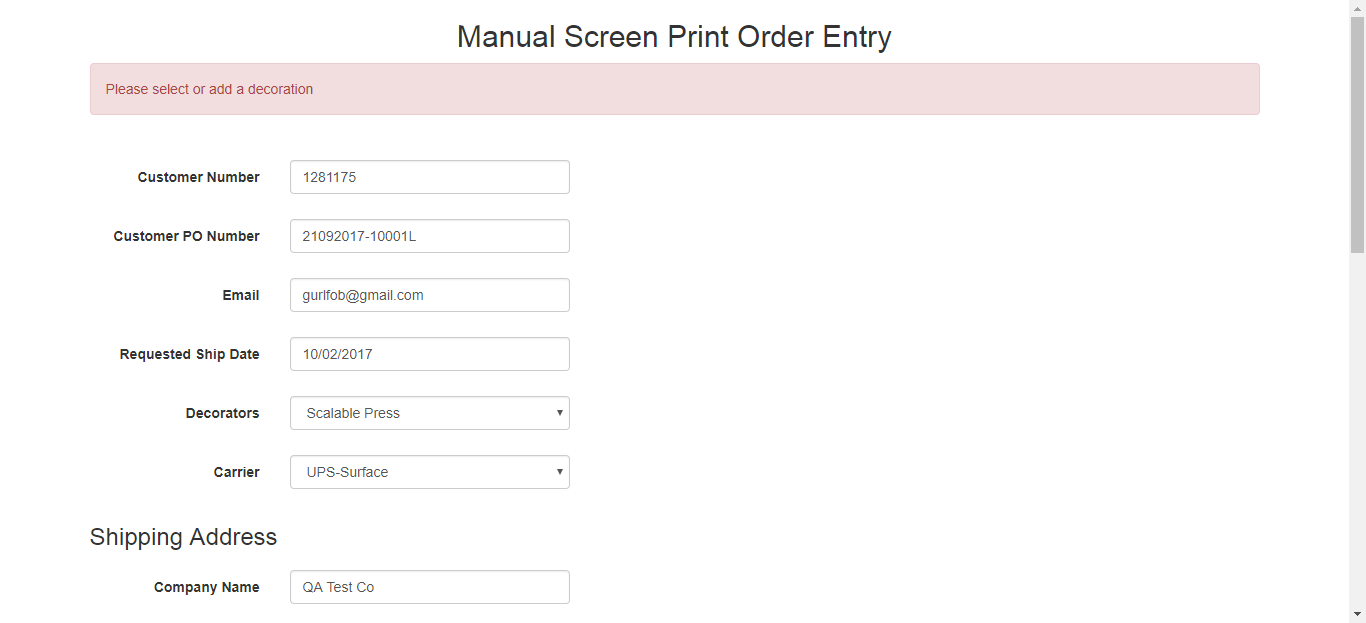 Manual Screen Print Order Entry
Please select or add a decoration
Customer Number 1281175
Customer PO Number 21092017-10001L
Email gurlfob@gmail.com
Requested Ship Date 10/02/2017
Decorators Scalable Press
Carrier UPS-Surface
Shipping Address
Company Name QA Test Co